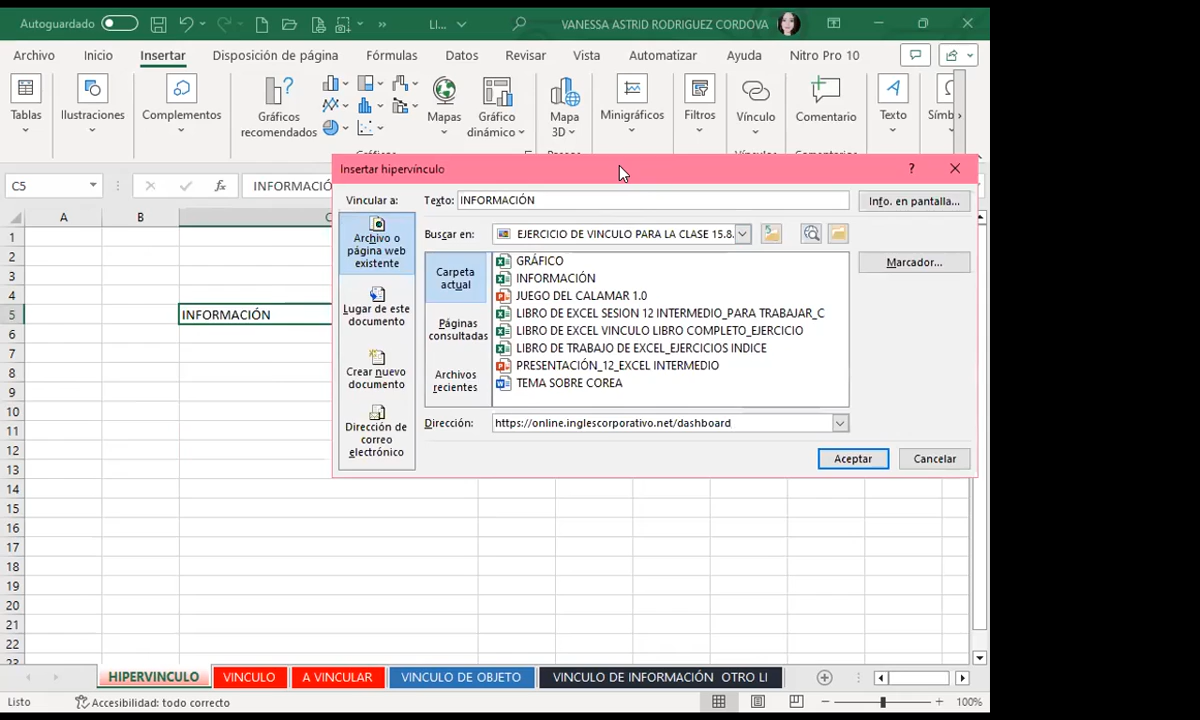 Autoguardado
LI...
VANESSA ASTRID RODRIGUEZ CORDOVA
Archivo Inicio Insertar Disposición de página Fórmulas Datos Revisar Vista Automatizar Ayuda Nitro Pro 10
Tablas
Ilustraciones
Complementos
Gráficos
recomendados
Mapas
Gráfico
dinámico
Mapa
3D
Minigráficos
Filtros
Vínculo
Comentario
Texto
Símb
C5
fx
INFORMACIÓ
A B C
1
2
3
4
5 INFORMACIÓN
6
7
8
9
10
11
12
13
14
15
16
17
18
19
20
21
22
23
Insertar hipervínculo
?
Vincular a:
Texto: INFORMACIÓN
Info. en pantalla...
Archivo o
página web
existente
Lugar de este
documento
Crear nuevo
documento
Dirección de
correo
electrónico
Buscar en: EJERCICIO DE VINCULO PARA LA CLASE 15.8.
Marcador...
Carpeta
actual
Páginas
consultadas
Archivos
recientes
GRÁFICO
INFORMACIÓN
JUEGO DEL CALAMAR 1.0
LIBRO DE EXCEL SESION 12 INTERMEDIO_PARA TRABAJAR_C
LIBRO DE EXCEL VINCULO LIBRO COMPLETO_EJERCICIO
LIBRO DE TRABAJO DE EXCEL_EJERCICIOS INDICE
PRESENTACIÓN_12_EXCEL INTERMEDIO
TEMA SOBRE COREA
Dirección: https://online.inglescorporativo.net/dashboard
Aceptar
Cancelar
HIPERVINCULO VINCULO A VINCULAR VINCULO DE OBJETO VINCULO DE INFORMACIÓN OTRO LI
Listo
Accesibilidad: todo correcto
100%